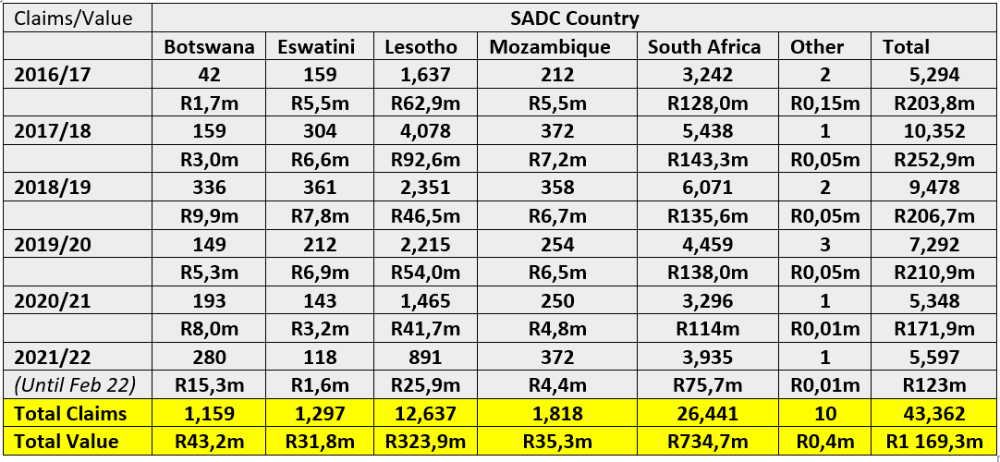 Claims/Value SADC Country
Botswana Eswatini Lesotho Mozambique South Africa Other Total
2016/17 42 159 1,637 212 3,242 2 5,294
R1,7m R5,5m R62,9m R5,5m R128,0m R0,15m R203,8m
2017/18 159 304 4,078 372 5,438 1 10,352
R3,0m R6,6m R92,6m R7,2m R143,3m R0,05m R252,9m
2018/19 336 361 2,351 358 6,071 2 9,478
R9,9m R7,8m R46,5m R6,7m R135,6m R0,05m R206,7m
2019/20 149 212 2,215 254 4,459 3 7,292
R5,3m R6,9m R54,0m R6,5m R138,0m R0,05m R210,9m
2020/21 193 143 1,465 250 3,296 1 5,348
R8,0m R3,2m R41,7m R4,8m R114m R0,01m R171,9m
2021/22 280 118 891 372 3,935 1 5,597
(Until Feb 22) R15,3m R1,6m R25,9m R4,4m R75,7m R0,01m R123m
Total Claims 1,159 1,297 12,637 1,818 26,441 10 43,362
Total Value R43,2m R31,8m R323,9m R35,3m R734,7m R0,4m R1 169,3m